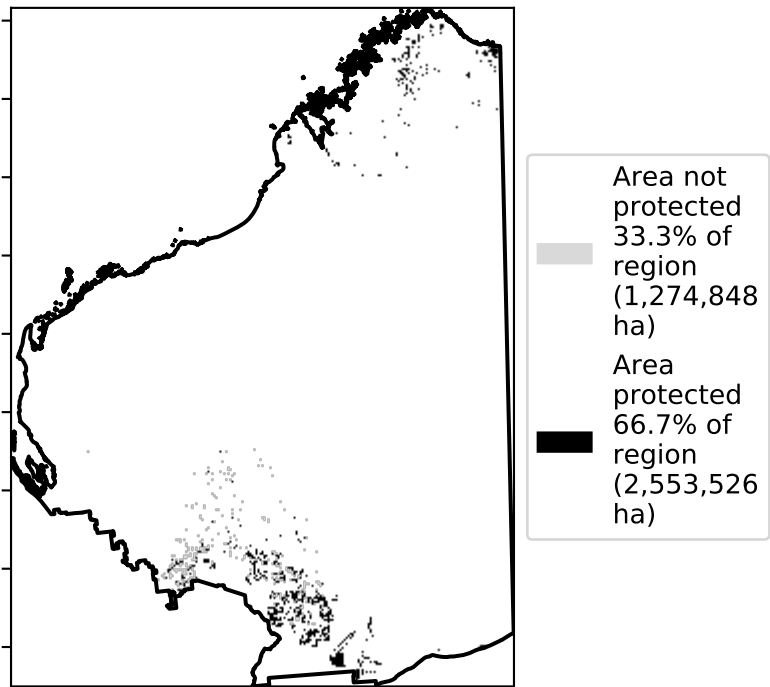 Area not
protected
33.3% of
region
(1,274,848
ha)
Area
protected
66.7% of
region
(2,553,526
ha)